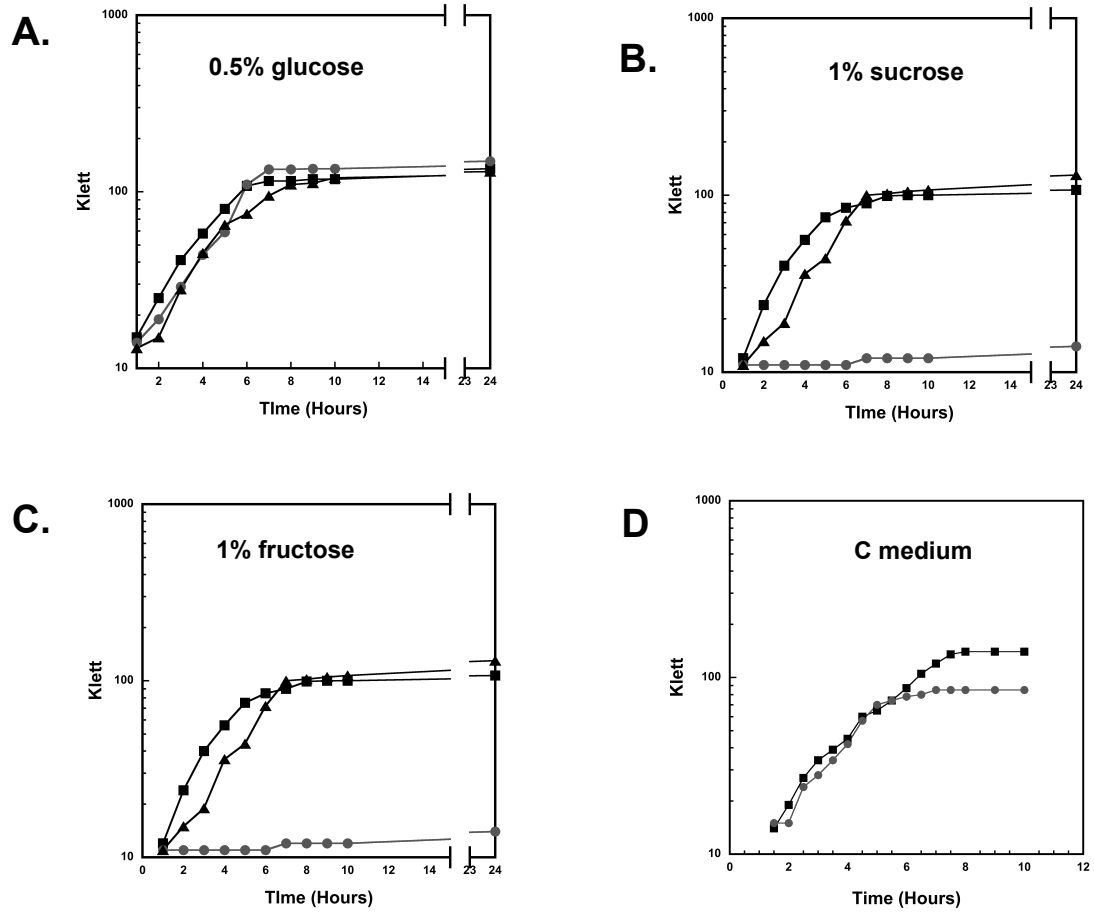 A.
0.5% glucose
1000
100
10
Klett
2 4 6 8 10 12 14 23 24
TIme (Hours)
B.
1% sucrose
1000
100
10
Klett
0 2 4 6 8 10 12 14 23 24
TIme (Hours)
C.
1% fructose
1000
100
10
Klett
0 2 4 6 8 10 12 14 23 24
TIme (Hours)
D
C medium
1000
100
10
Klett
0 2 4 6 8 10 12
Time (Hours)